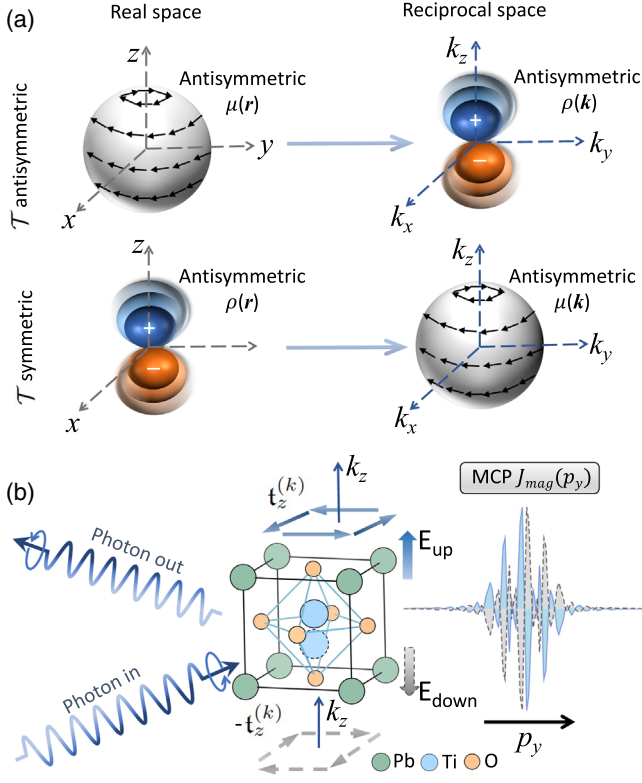 (a)
Real space
Reciprocal space
𝒯 antisymmetric
z
Antisymmetric
μ(r)
y
x
k_z
Antisymmetric
ρ(k)
+
−
k_y
k_x
𝒯 symmetric
z
Antisymmetric
ρ(r)
+
−
x
k_z
Antisymmetric
μ(k)
k_y
k_x
(b)
Photon out
Photon in
𝔱_z^(k)
k_z
E_up
E_down
-𝔱_z^(k)
k_z
Pb Ti O
MCP J_mag(p_y)
p_y